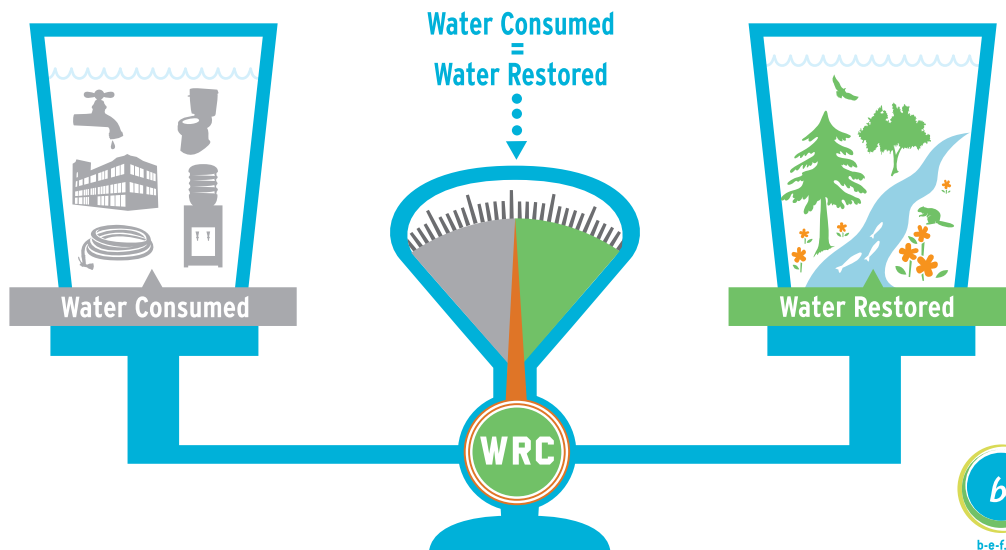 Water Consumed
=
Water Restored
Water Consumed
Water Restored
WRC
b
b-e-f.